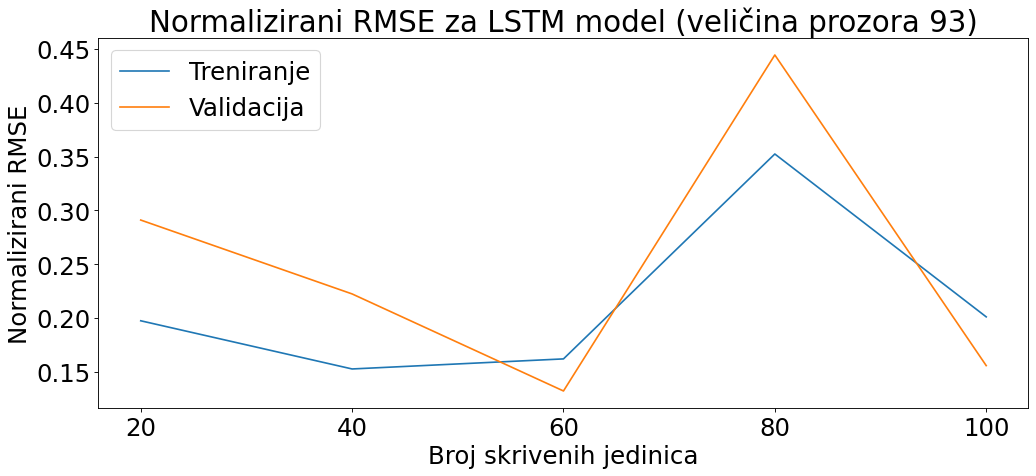 Normalizirani RMSE za LSTM model (veličina prozora 93)
Treniranje
Validacija
Normalizirani RMSE
0.45
0.40
0.35
0.30
0.25
0.20
0.15
20 40 60 80 100
Broj skrivenih jedinica